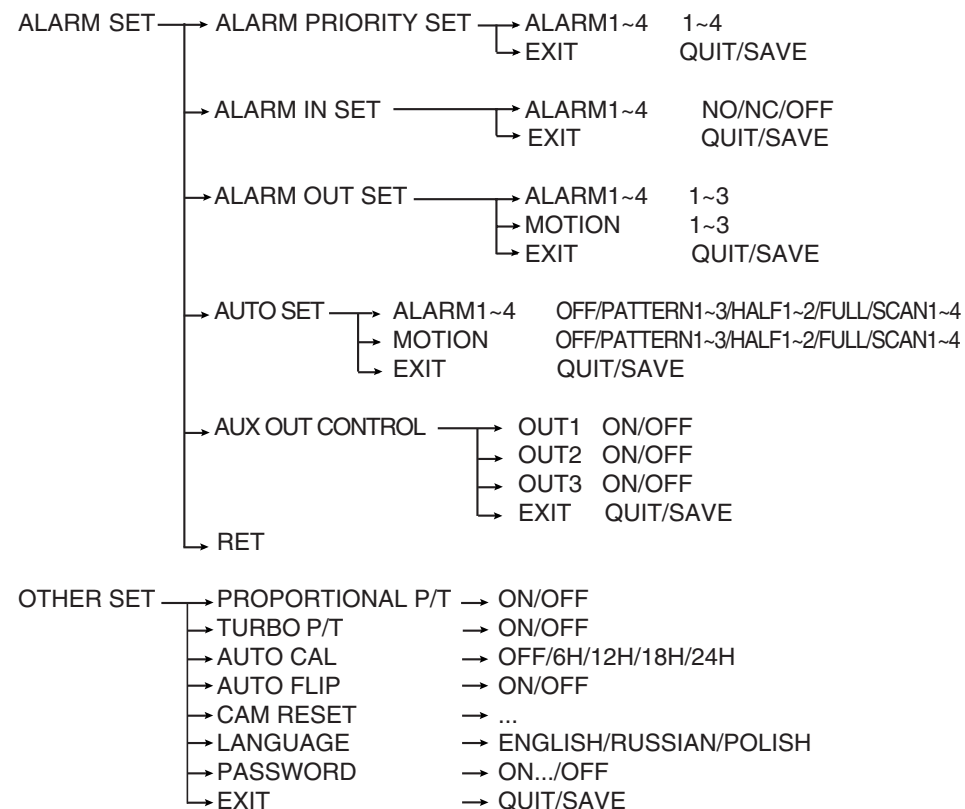 ALARM SET ALARM PRIORITY SET ALARM1~4 1~4
EXIT QUIT/SAVE
ALARM IN SET ALARM1~4 NO/NC/OFF
EXIT QUIT/SAVE
ALARM OUT SET ALARM1~4 1~3
MOTION 1~3
EXIT QUIT/SAVE
AUTO SET ALARM1~4 OFF/PATTERN1~3/HALF1~2/FULL/SCAN1~4
MOTION OFF/PATTERN1~3/HALF1~2/FULL/SCAN1~4
EXIT QUIT/SAVE
AUX OUT CONTROL OUT1 ON/OFF
OUT2 ON/OFF
OUT3 ON/OFF
EXIT QUIT/SAVE
RET
OTHER SET PROPORTIONAL P/T ON/OFF
TURBO P/T ON/OFF
AUTO CAL OFF/6H/12H/18H/24H
AUTO FLIP ON/OFF
CAM RESET ...
LANGUAGE ENGLISH/RUSSIAN/POLISH
PASSWORD ON.../OFF
EXIT QUIT/SAVE